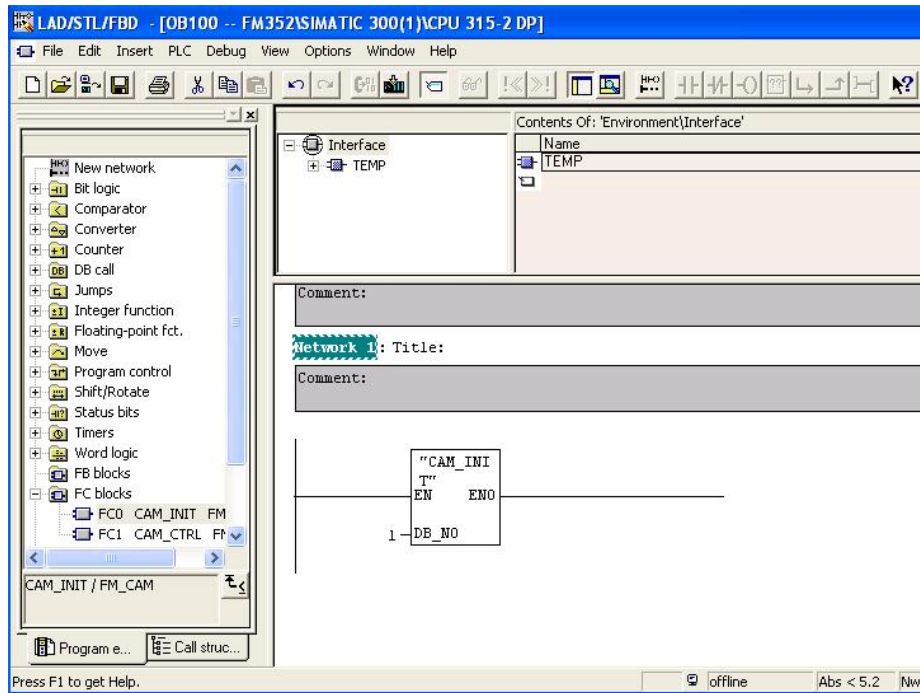 LAD/STL/FBD - [OB100 -- FM352\SIMATIC 300(1)\CPU 315-2 DP]
File Edit Insert PLC Debug View Options Window Help
New network
Bit logic
Comparator
Converter
Counter
DB call
Jumps
Integer function
Floating-point fct.
Move
Program control
Shift/Rotate
Status bits
Timers
Word logic
FB blocks
FC blocks
FC0 CAM_INIT FM
FC1 CAM_CTRL FM
CAM_INIT / FM_CAM
Program e...
Call struc...
Interface
TEMP
Contents Of: 'Environment\Interface'
Name
TEMP
Comment:
Network 1: Title:
Comment:
"CAM_INI
T"
EN ENO
1 DB_NO
Press F1 to get Help.
offline
Abs < 5.2
Nw